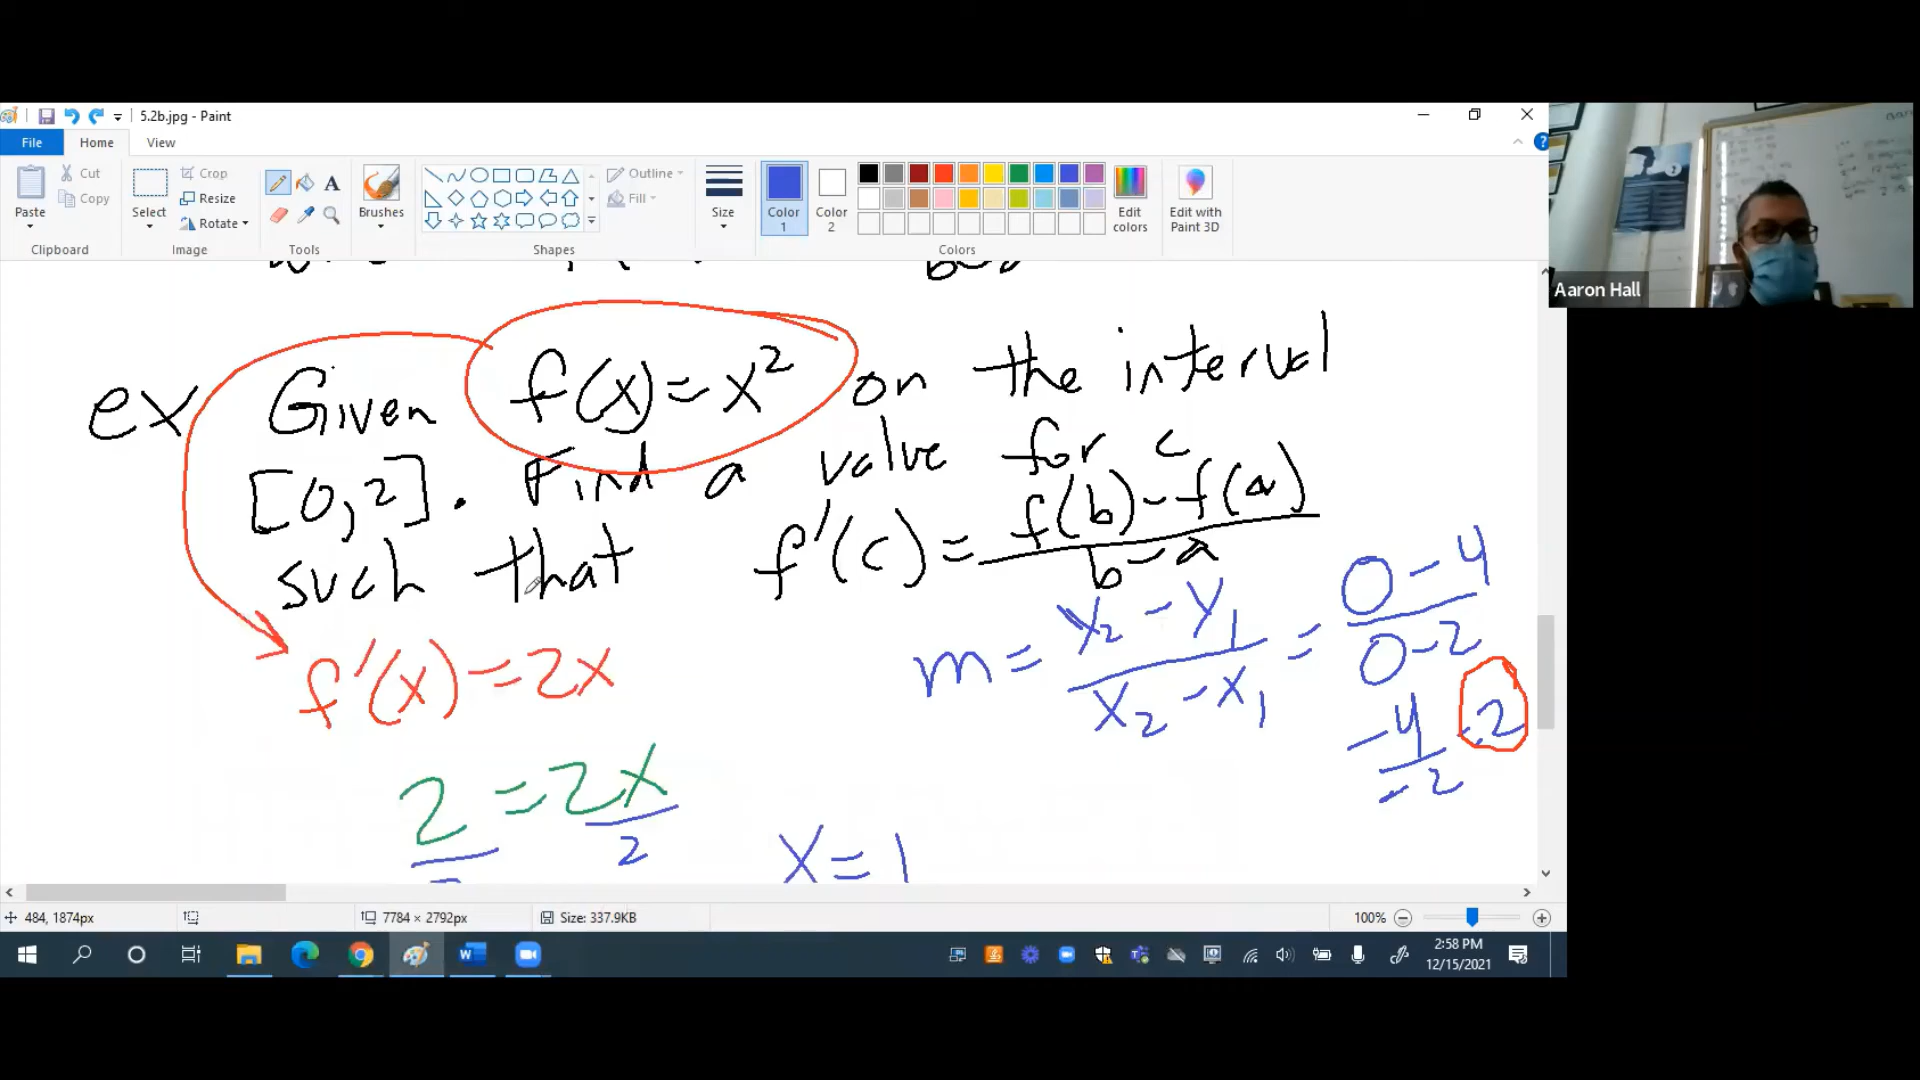 5.2b.jpg - Paint
File Home View
Paste Cut Copy Clipboard
Select Crop Resize Rotate Image
Tools
Brushes
Outline Fill Shapes
Size
Color 1 Color 2 Edit colors Colors
Edit with Paint 3D
Aaron Hall
ex Given f(x)=x² on the interval
[0,2]. Find a value for c
such that f'(c) = f(b)-f(a) / b-a
f'(x)=2x
m = y₂ - y₁ / x₂ - x₁ = 0-4 / 0-2
-4 / -2 = 2
2 = 2x
2
x = 1
484, 1874px 7784 × 2792px Size: 337.9KB 100%
2:58 PM
12/15/2021